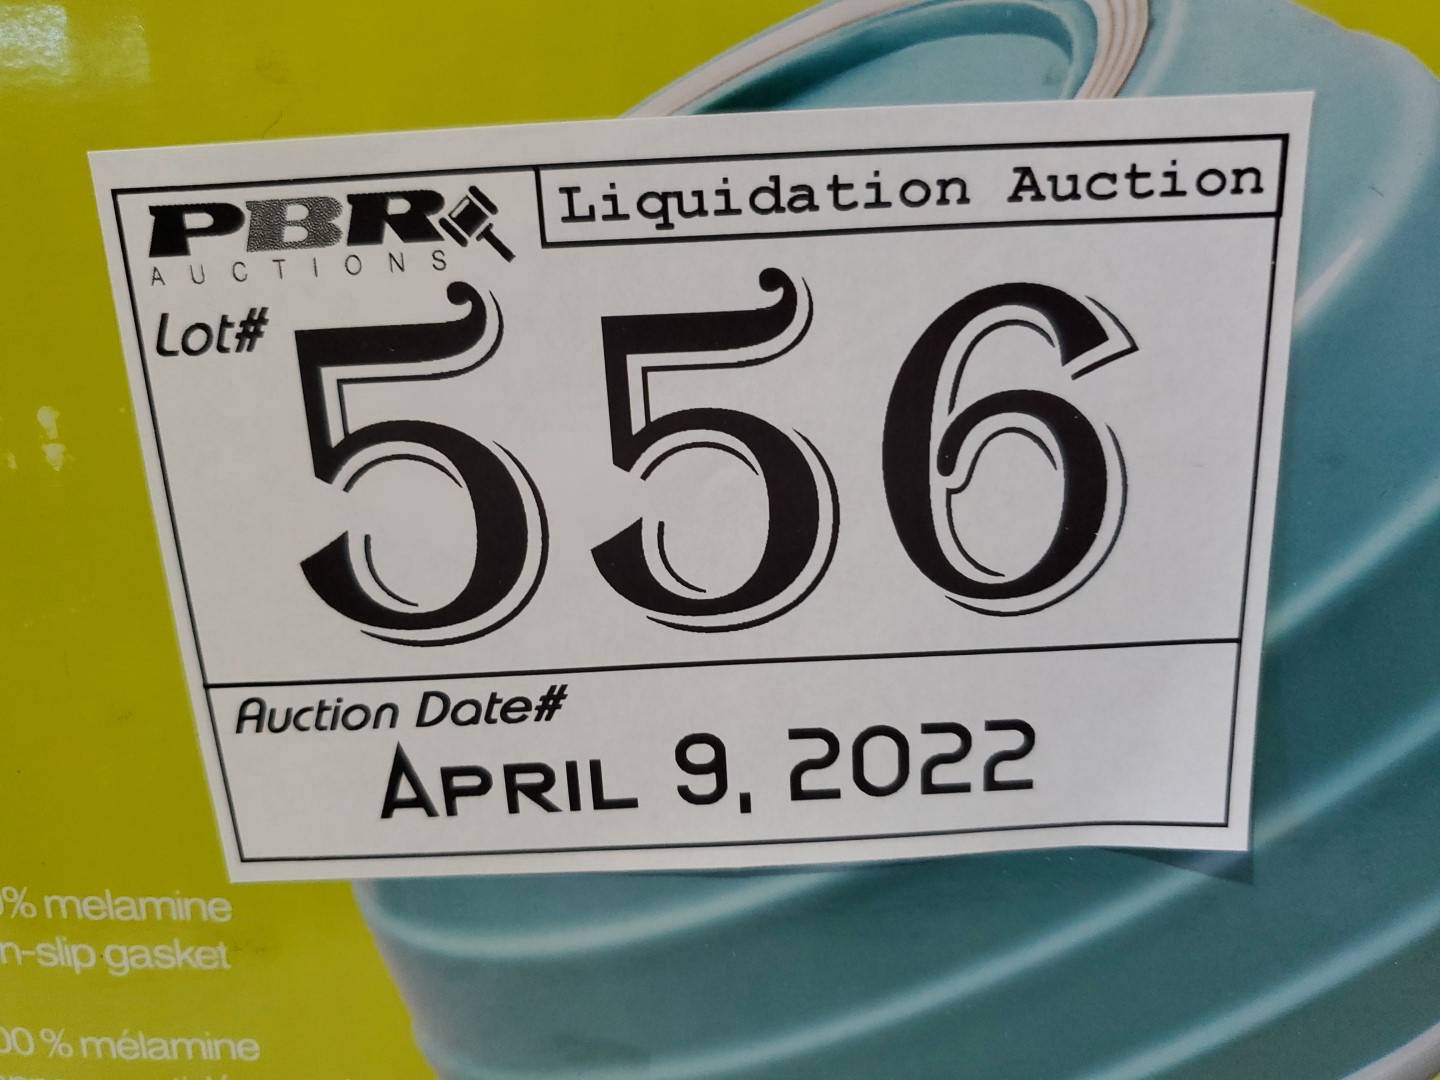 PBR
AUCTIONS
Liquidation Auction
Lot#
556
Auction Date#
April 9, 2022
% melamine
n-slip gasket
00 % mélamine